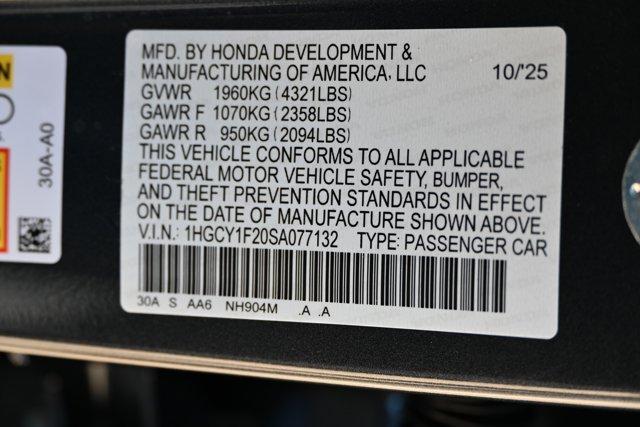 MFD. BY HONDA DEVELOPMENT &
MANUFACTURING OF AMERICA, LLC 10/'25
GVWR 1960KG (4321LBS)
GAWR F 1070KG (2358LBS)
GAWR R 950KG (2094LBS)
THIS VEHICLE CONFORMS TO ALL APPLICABLE
FEDERAL MOTOR VEHICLE SAFETY, BUMPER,
AND THEFT PREVENTION STANDARDS IN EFFECT
ON THE DATE OF MANUFACTURE SHOWN ABOVE.
V.I.N.: 1HGCY1F20SA077132 TYPE: PASSENGER CAR
30A S AA6 NH904M .A .A
30A-A0